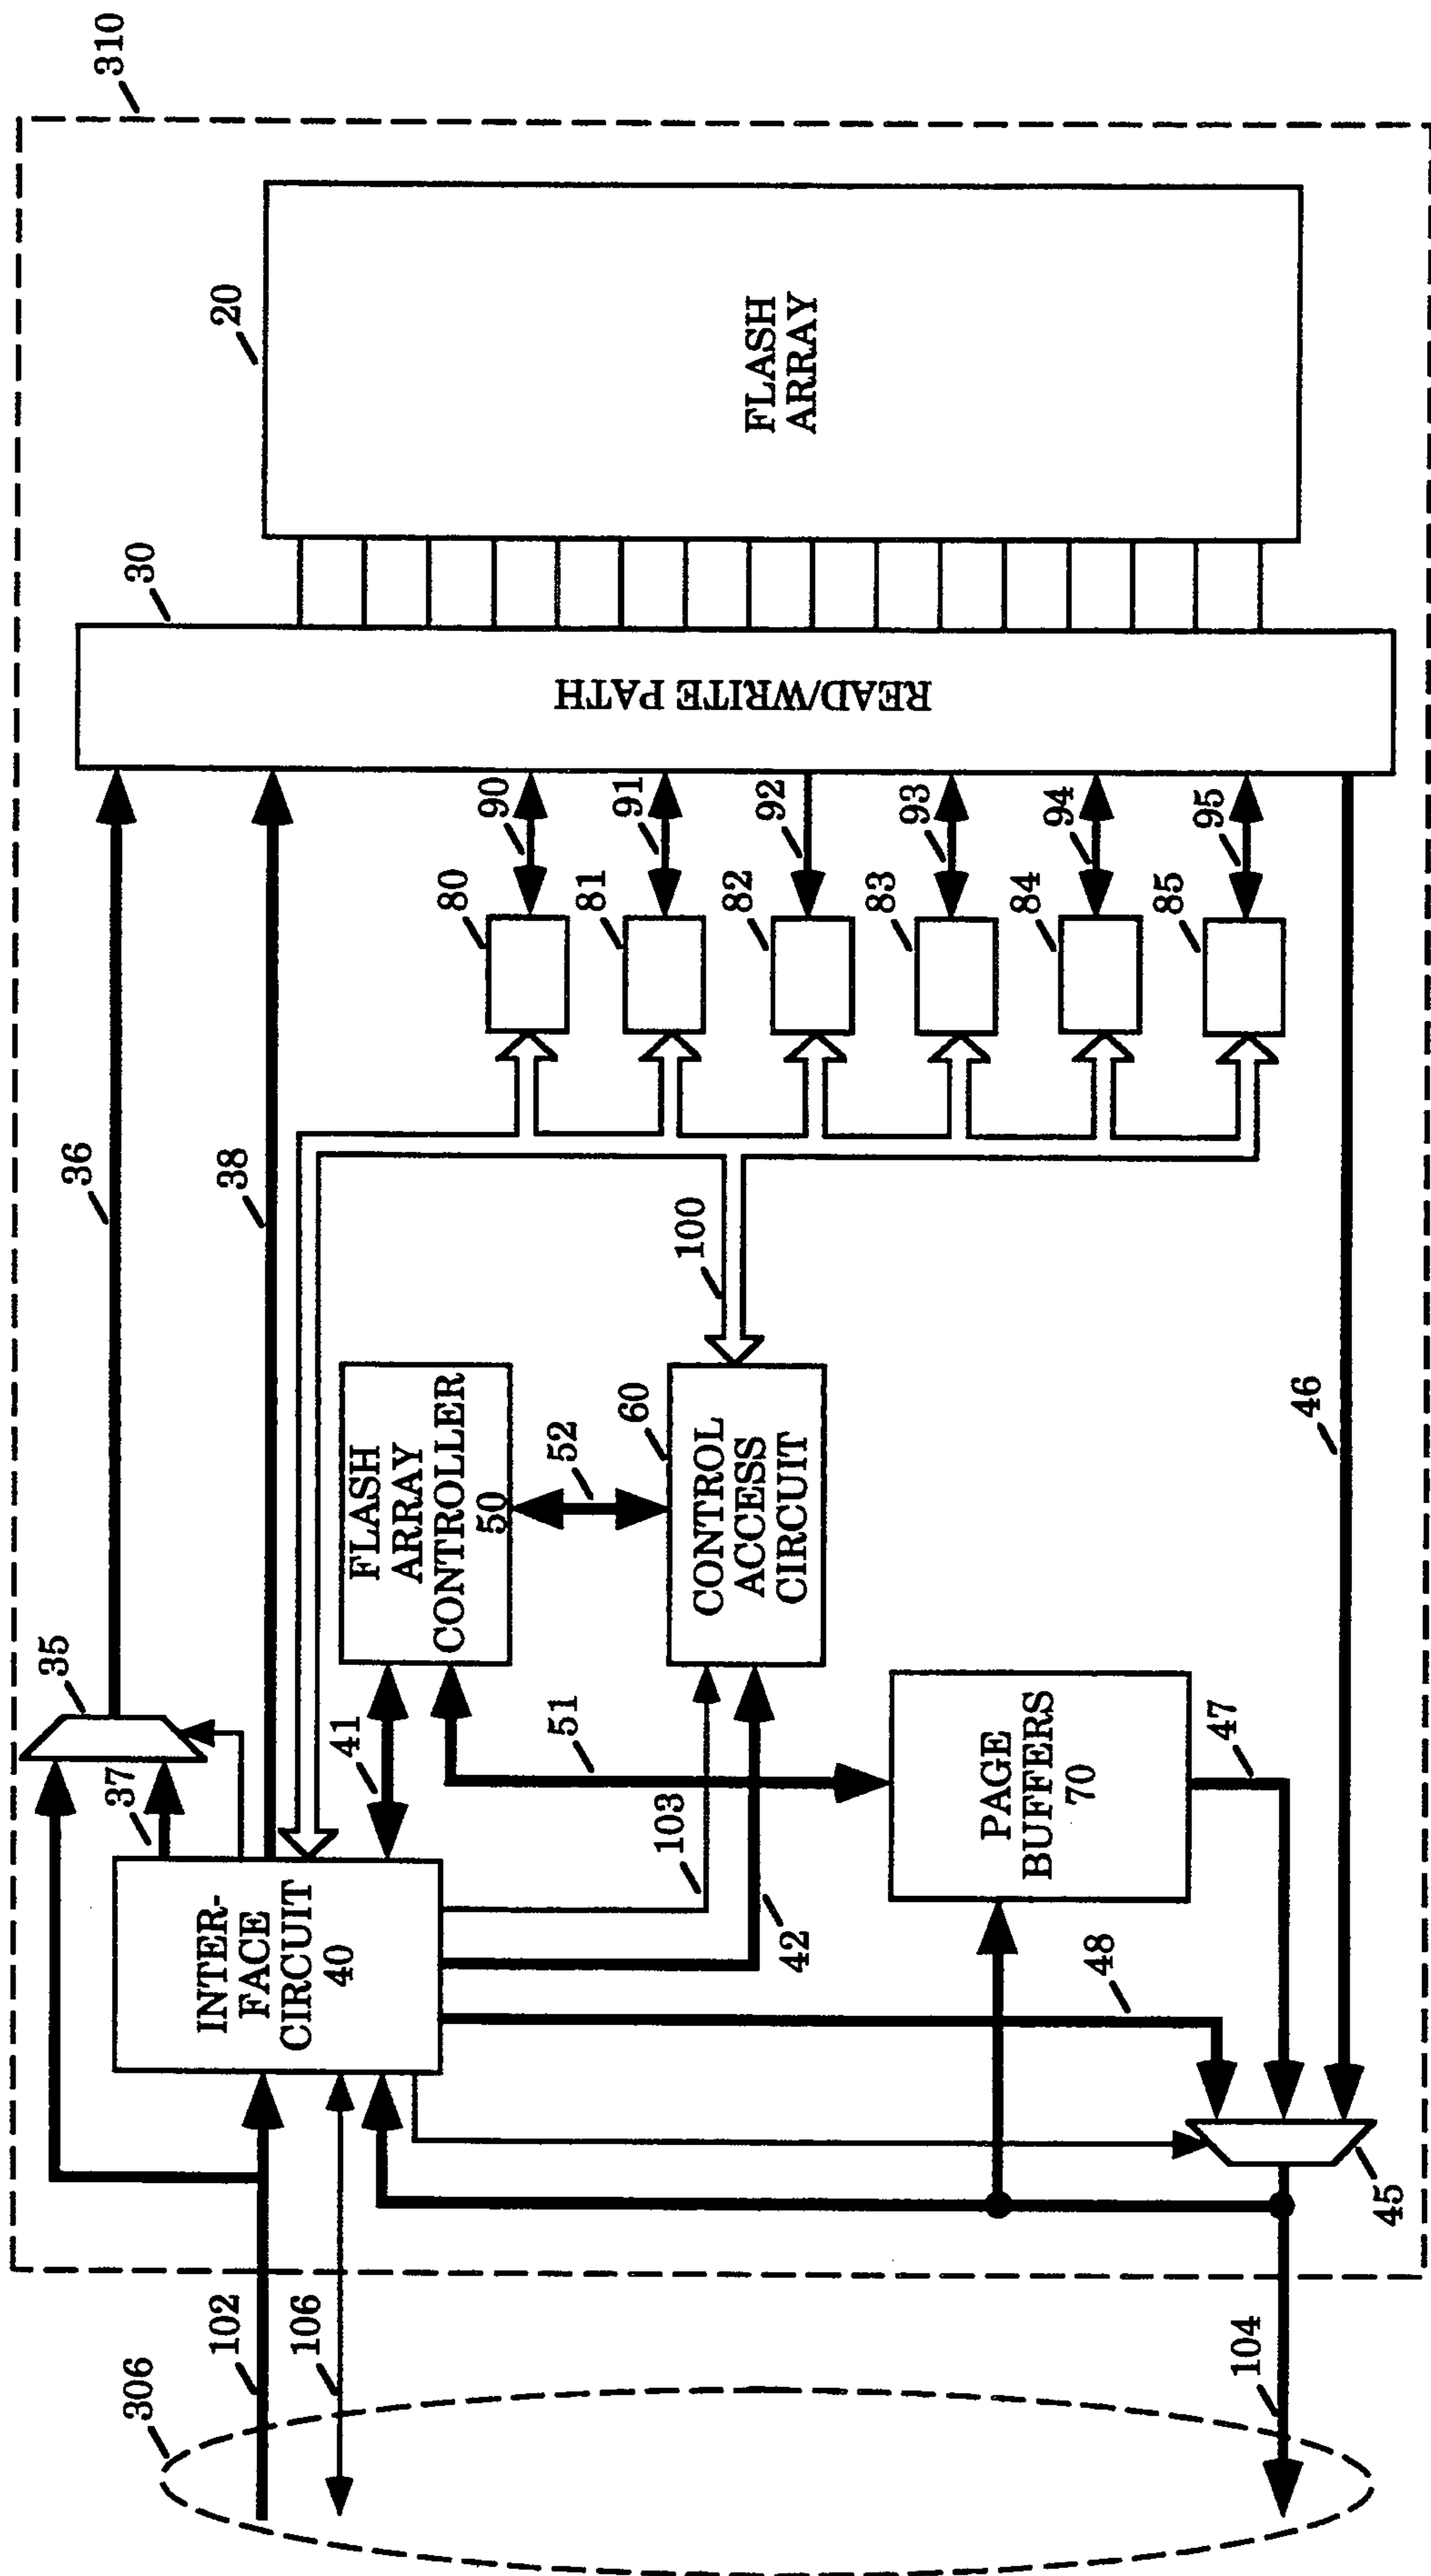 310
20
FLASH
ARRAY
30
READ/WRITE PATH
36
38
35
37
90
91
92
93
94
95
80
81
82
83
84
85
100
FLASH
ARRAY
CONTROLLER
50
52
60
CONTROL
ACCESS
CIRCUIT
41
51
46
INTER-
FACE
CIRCUIT
40
103
42
PAGE
BUFFERS
70
47
48
45
306
102
106
104